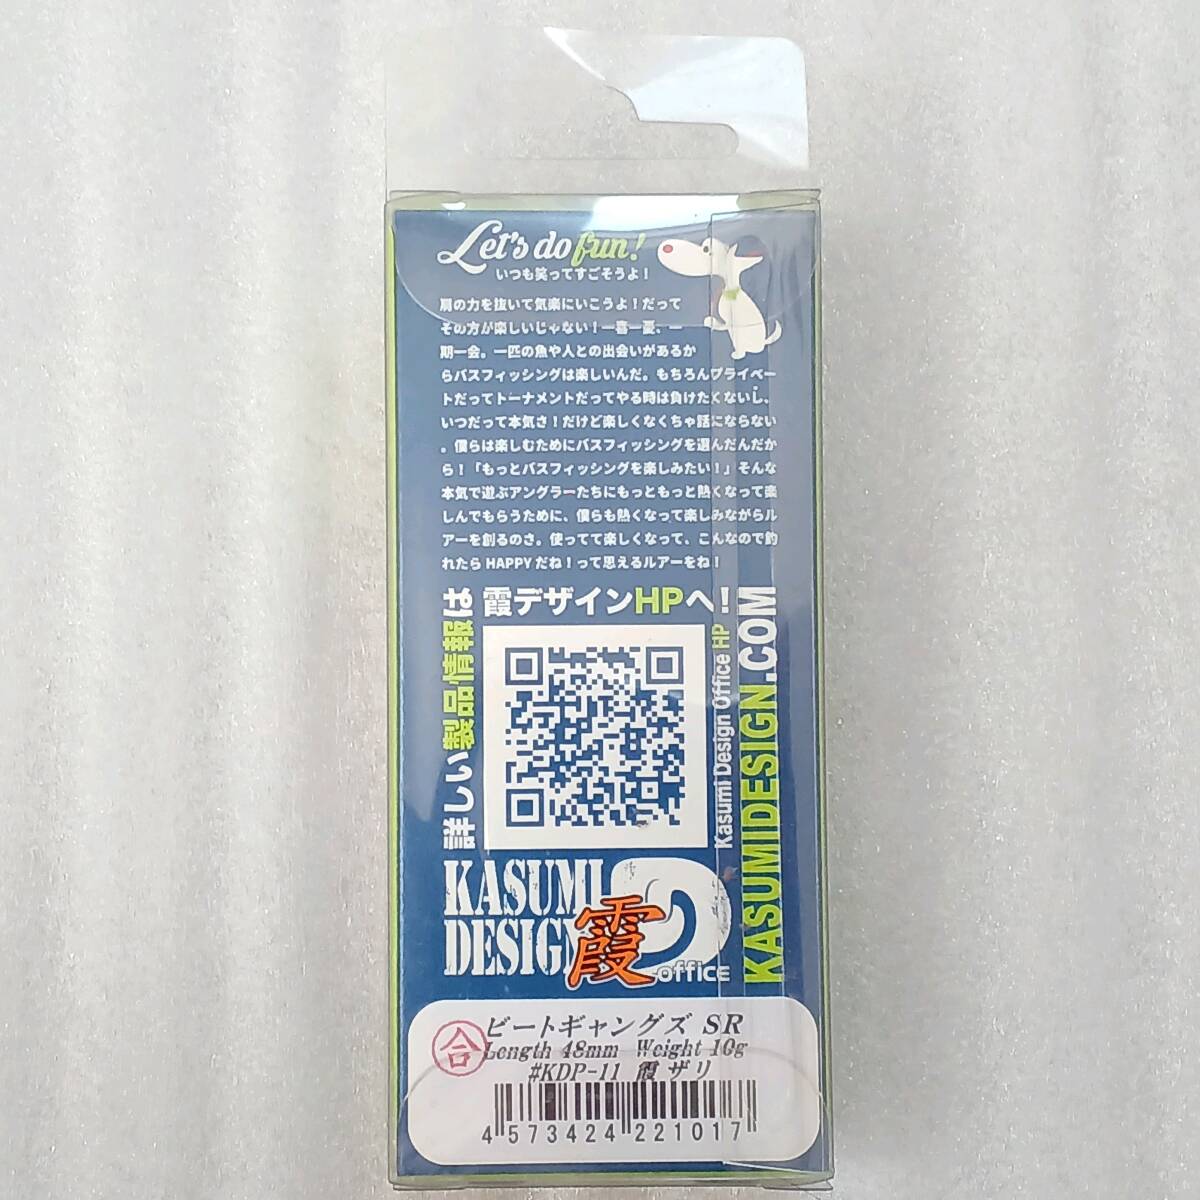 Let's do fun!
いつも笑ってすごそうよ！
肩の力を抜いて気楽にいこうよ！だって
その方が楽しいじゃない！一喜一憂、一
期一会。一匹の魚や人との出会いがあるか
らバスフィッシングは楽しいんだ。もちろんプライベー
トだってトーナメントだってやる時は負けたくないし、
いつだって本気さ！だけど楽しくなくちゃ話にならない
。僕らは楽しむためにバスフィッシングを選んだんだか
ら！「もっとバスフィッシングを楽しみたい！」そんな
本気で遊ぶアングラーたちにもっともっと熱くなって楽
しんでもらうために、僕らも熱くなって楽しみながらル
アーを創るのさ。使ってて楽しくなって、こんなので釣
れたら HAPPY だね！って思えるルアーをね！
詳しい製品情報は
霞デザインHPへ！
Kasumi Design Office HP
KASUMIDESIGN.COM
KASUMI
DESIGN
霞
D-office
合
ビートギャングズ SR
Length 48mm Weight 10g
#KDP-11 霞 ザリ
4 573424 221017